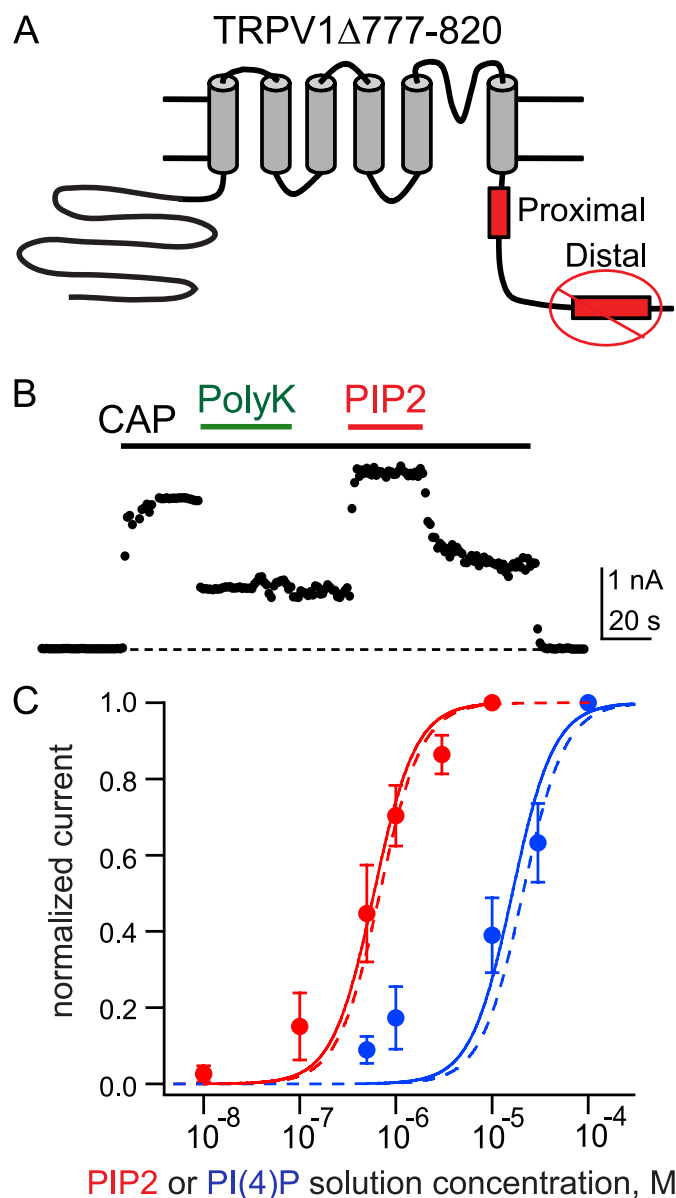 A
TRPV1Δ777-820
Proximal
Distal
B
CAP
PolyK
PIP2
1 nA
20 s
C
1.0
0.8
0.6
0.4
0.2
0.0
normalized current
10-8 10-7 10-6 10-5 10-4
PIP2 or PI(4)P solution concentration, M